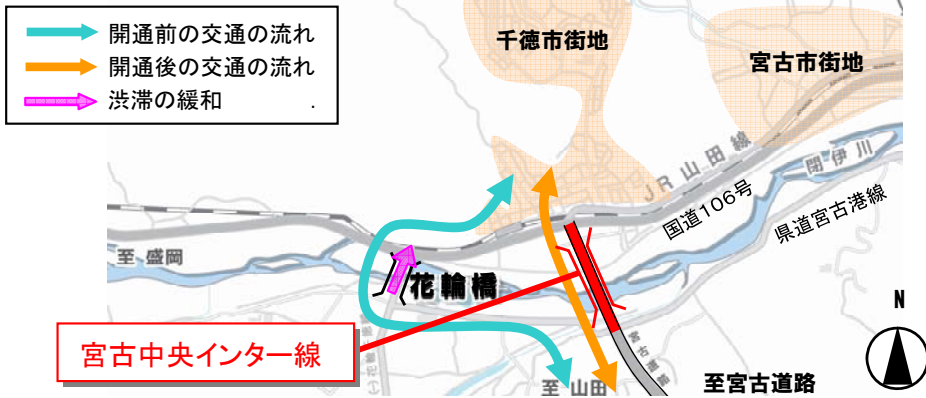 開通前の交通の流れ
開通後の交通の流れ
渋滞の緩和 .
千徳市街地
宮古市街地
JR山田線
閉伊川
国道106号
県道宮古港線
至 盛岡
花輪橋
N
宮古中央インター線
至 山田
至宮古道路